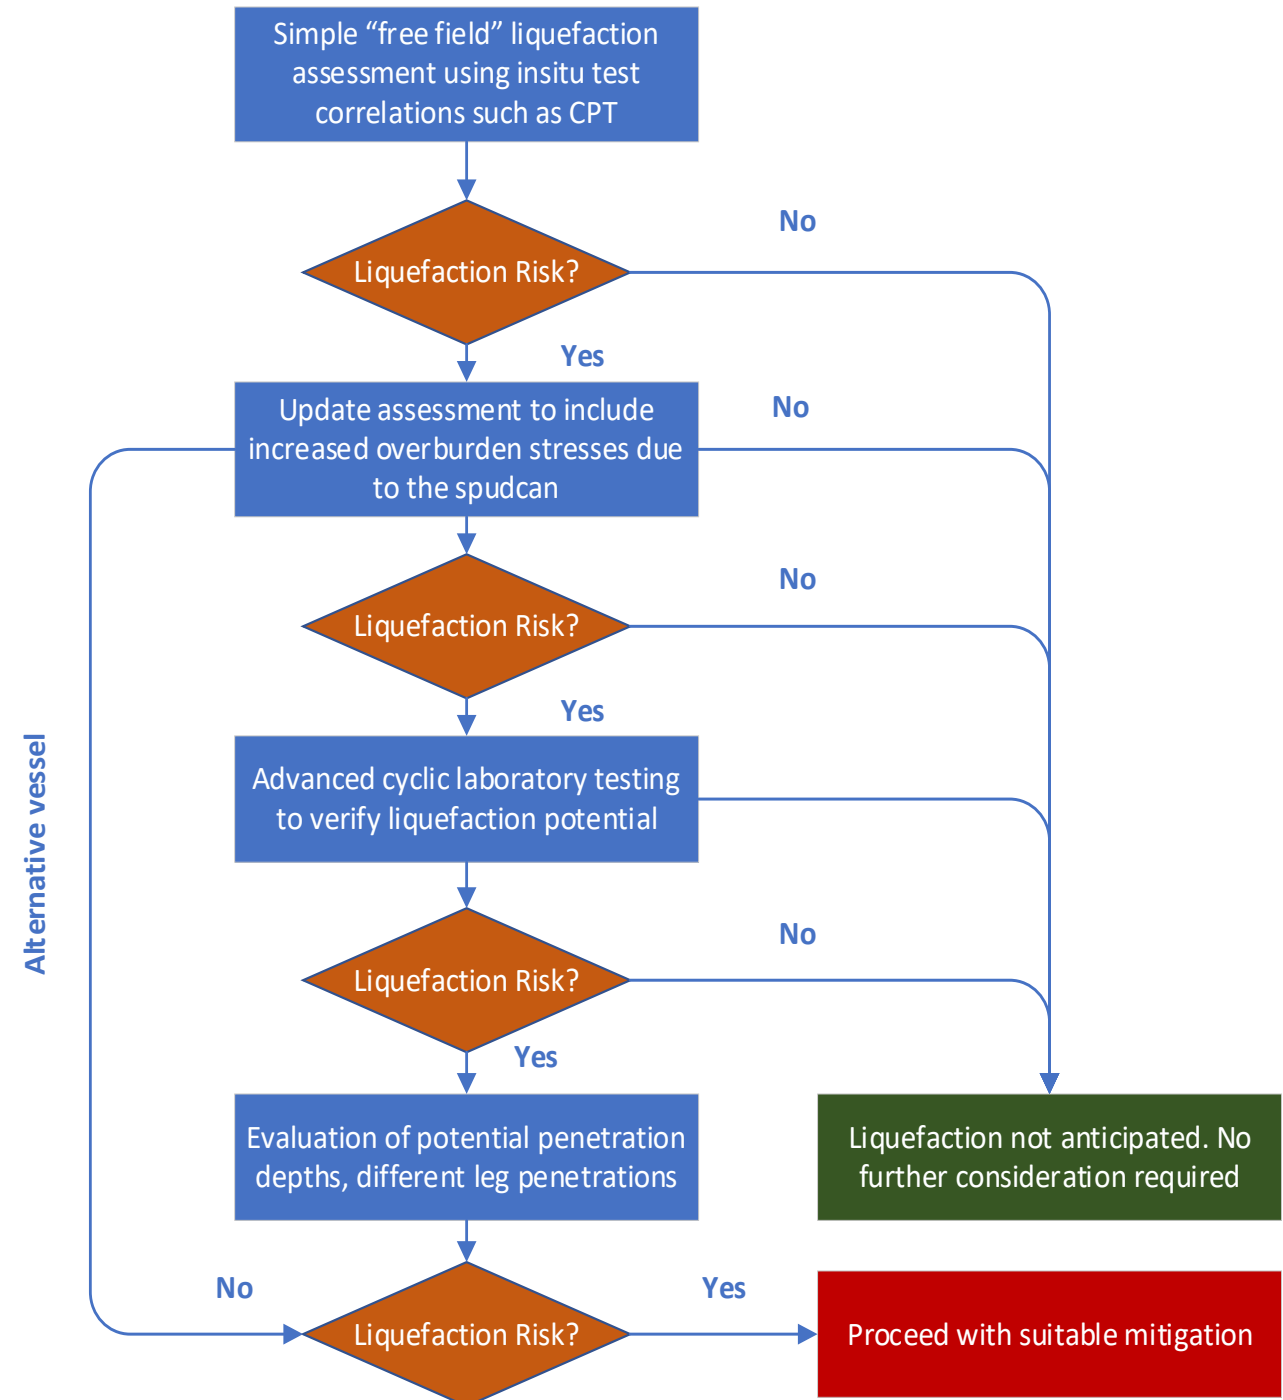 Simple “free field” liquefaction
assessment using insitu test
correlations such as CPT
No
Liquefaction Risk?
Yes
Update assessment to include
increased overburden stresses due
to the spudcan
No
No
Liquefaction Risk?
Yes
Alternative vessel
Advanced cyclic laboratory testing
to verify liquefaction potential
No
Liquefaction Risk?
Yes
Evaluation of potential penetration
depths, different leg penetrations
Liquefaction not anticipated. No
further consideration required
No
Yes
Liquefaction Risk?
Proceed with suitable mitigation